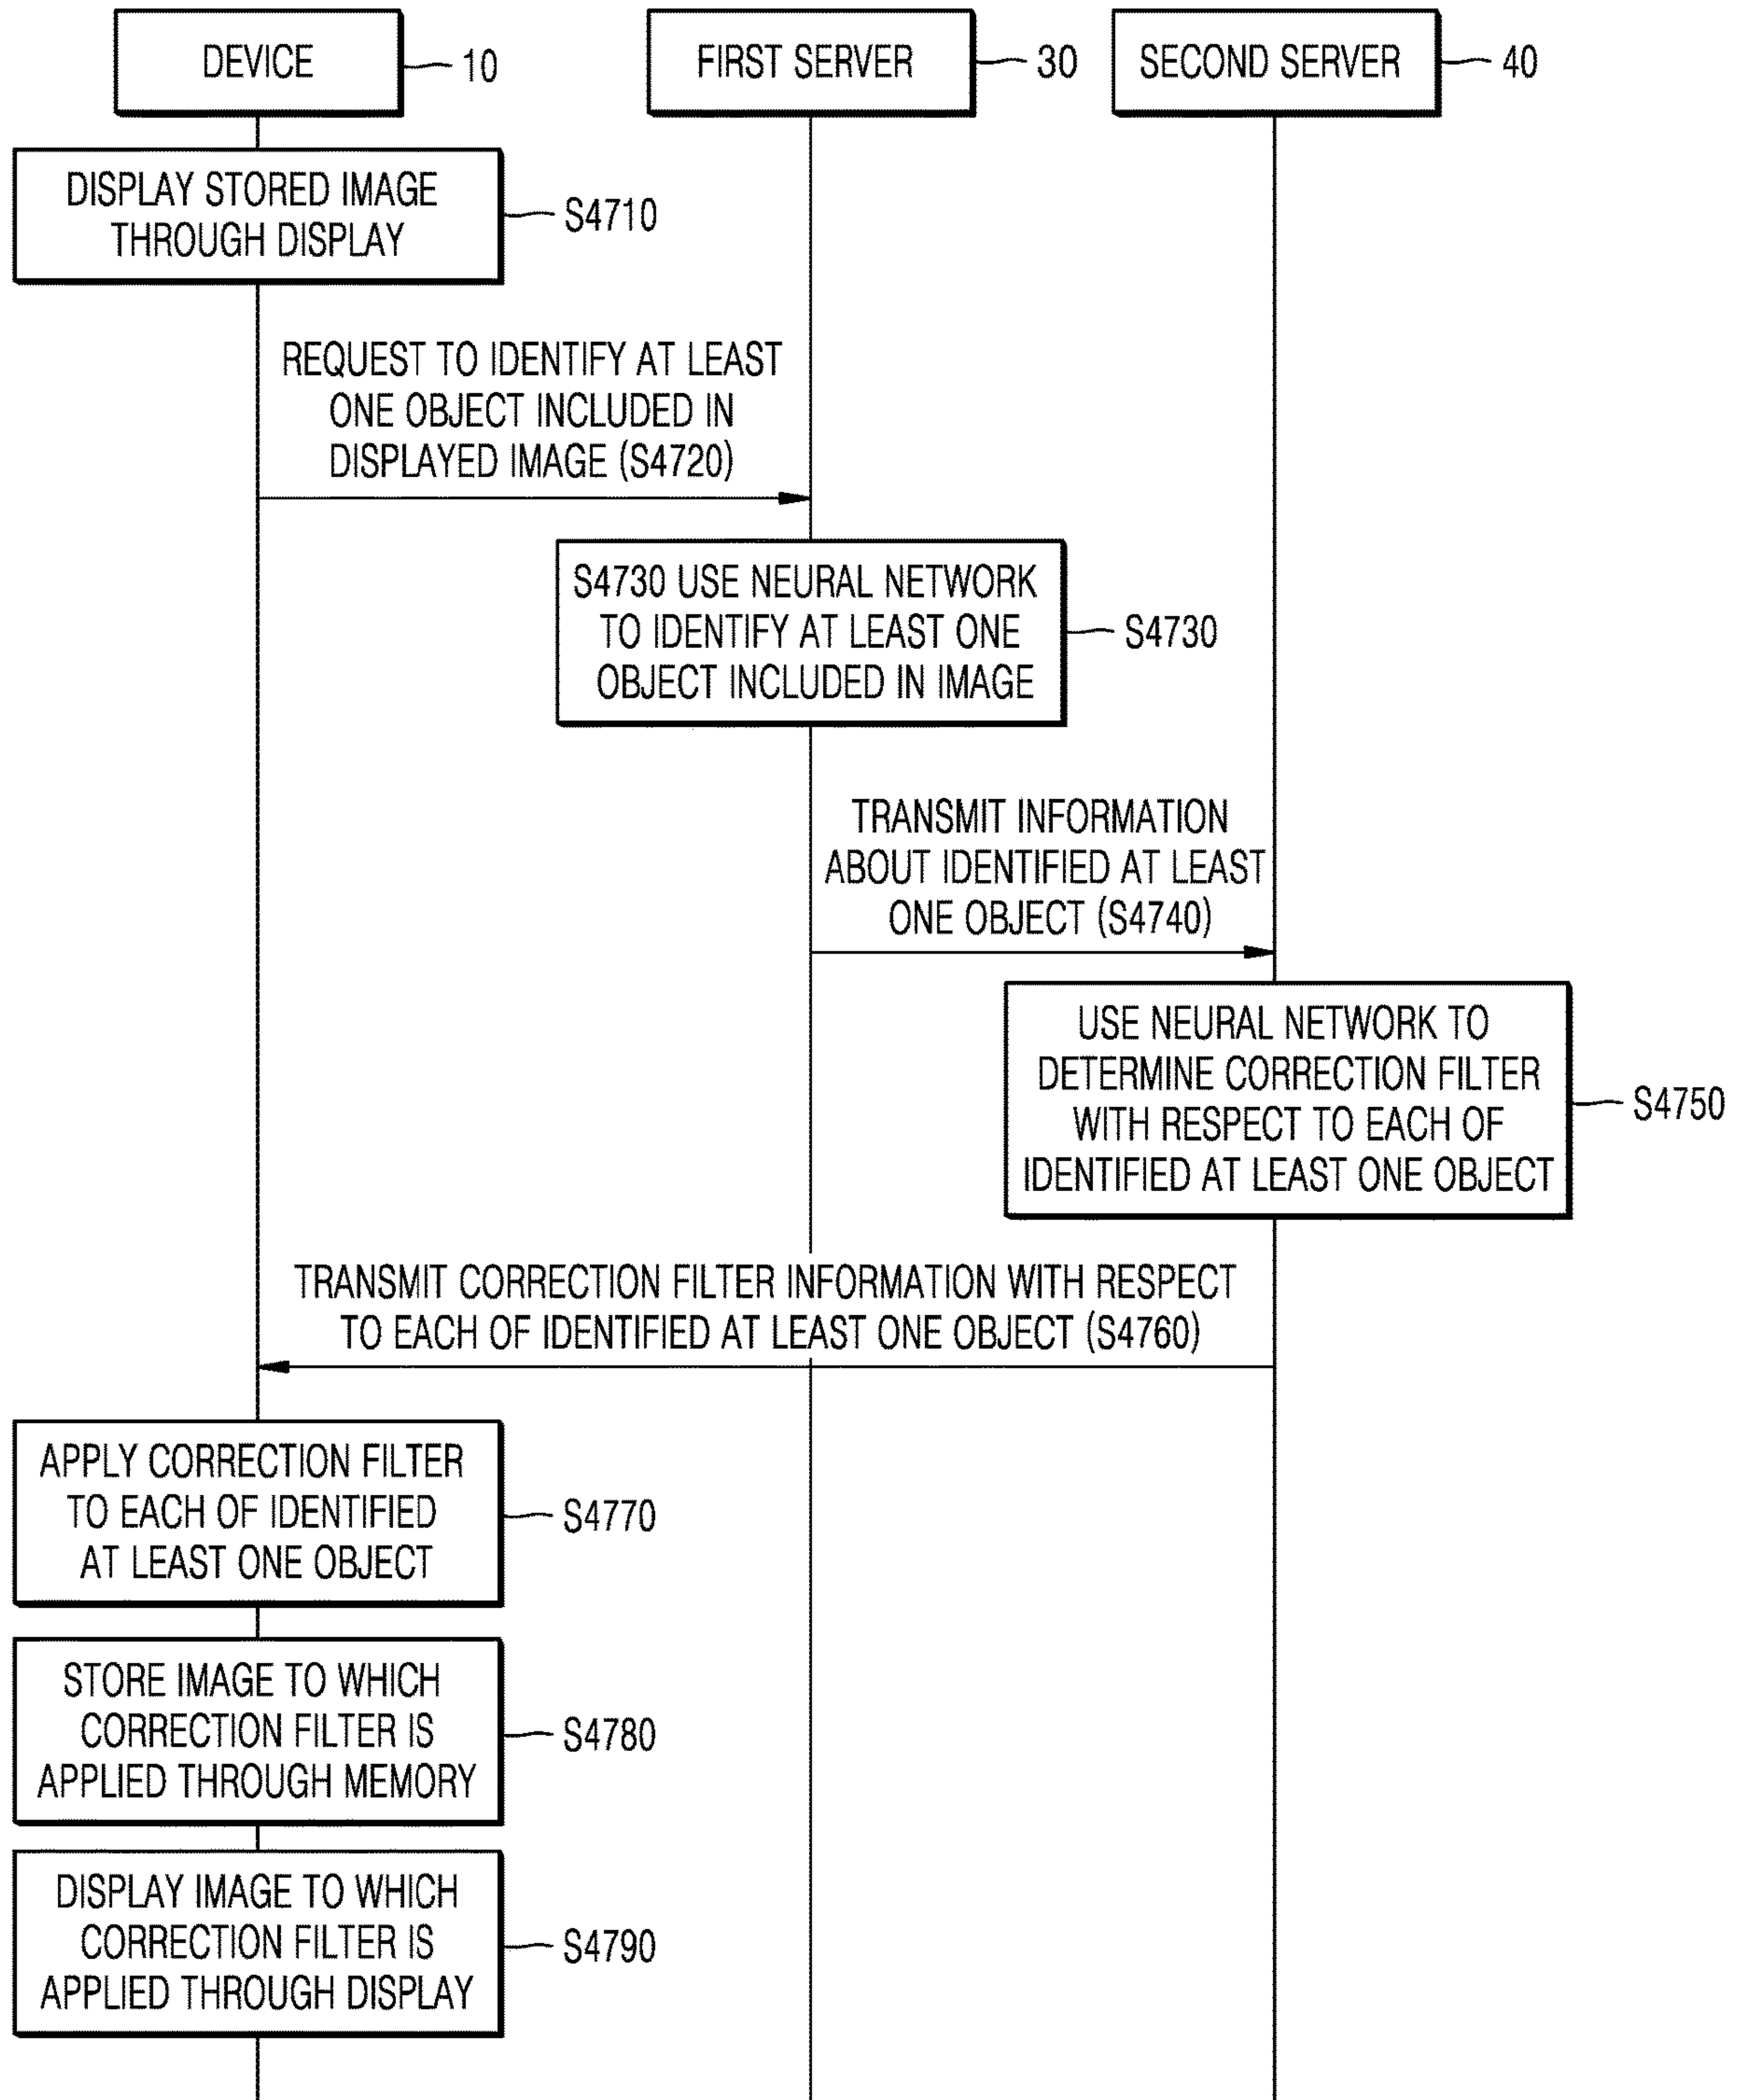 DEVICE
10
FIRST SERVER
30
SECOND SERVER
40
DISPLAY STORED IMAGE
THROUGH DISPLAY
S4710
REQUEST TO IDENTIFY AT LEAST
ONE OBJECT INCLUDED IN
DISPLAYED IMAGE (S4720)
S4730 USE NEURAL NETWORK
TO IDENTIFY AT LEAST ONE
OBJECT INCLUDED IN IMAGE
S4730
TRANSMIT INFORMATION
ABOUT IDENTIFIED AT LEAST
ONE OBJECT (S4740)
USE NEURAL NETWORK TO
DETERMINE CORRECTION FILTER
WITH RESPECT TO EACH OF
IDENTIFIED AT LEAST ONE OBJECT
S4750
TRANSMIT CORRECTION FILTER INFORMATION WITH RESPECT
TO EACH OF IDENTIFIED AT LEAST ONE OBJECT (S4760)
APPLY CORRECTION FILTER
TO EACH OF IDENTIFIED
AT LEAST ONE OBJECT
S4770
STORE IMAGE TO WHICH
CORRECTION FILTER IS
APPLIED THROUGH MEMORY
S4780
DISPLAY IMAGE TO WHICH
CORRECTION FILTER IS
APPLIED THROUGH DISPLAY
S4790